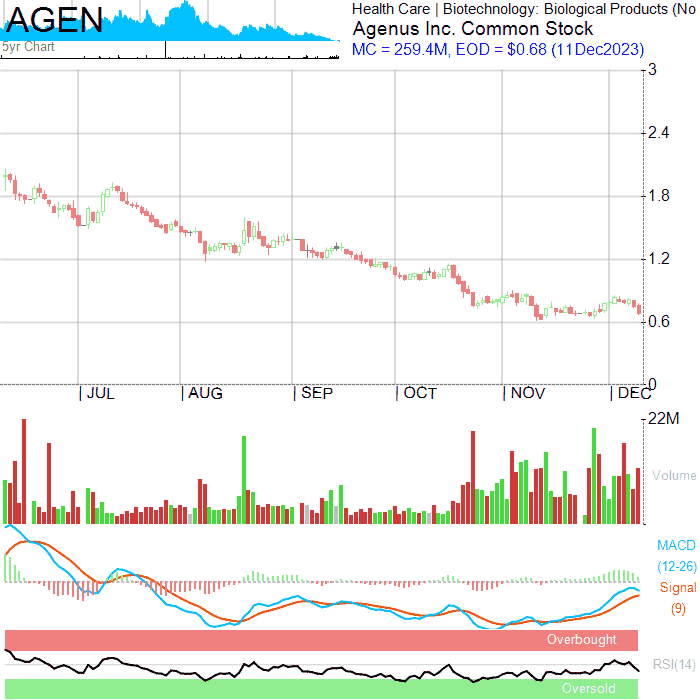 AGEN
5yr Chart
Health Care | Biotechnology: Biological Products (No
Agenus Inc. Common Stock
MC = 259.4M, EOD = $0.68 (11Dec2023)
3
2.4
1.8
1.2
0.6
0
JUL AUG SEP OCT NOV DEC
22M
Volume
MACD
(12-26)
Signal
(9)
Overbought
RSI(14)
Oversold